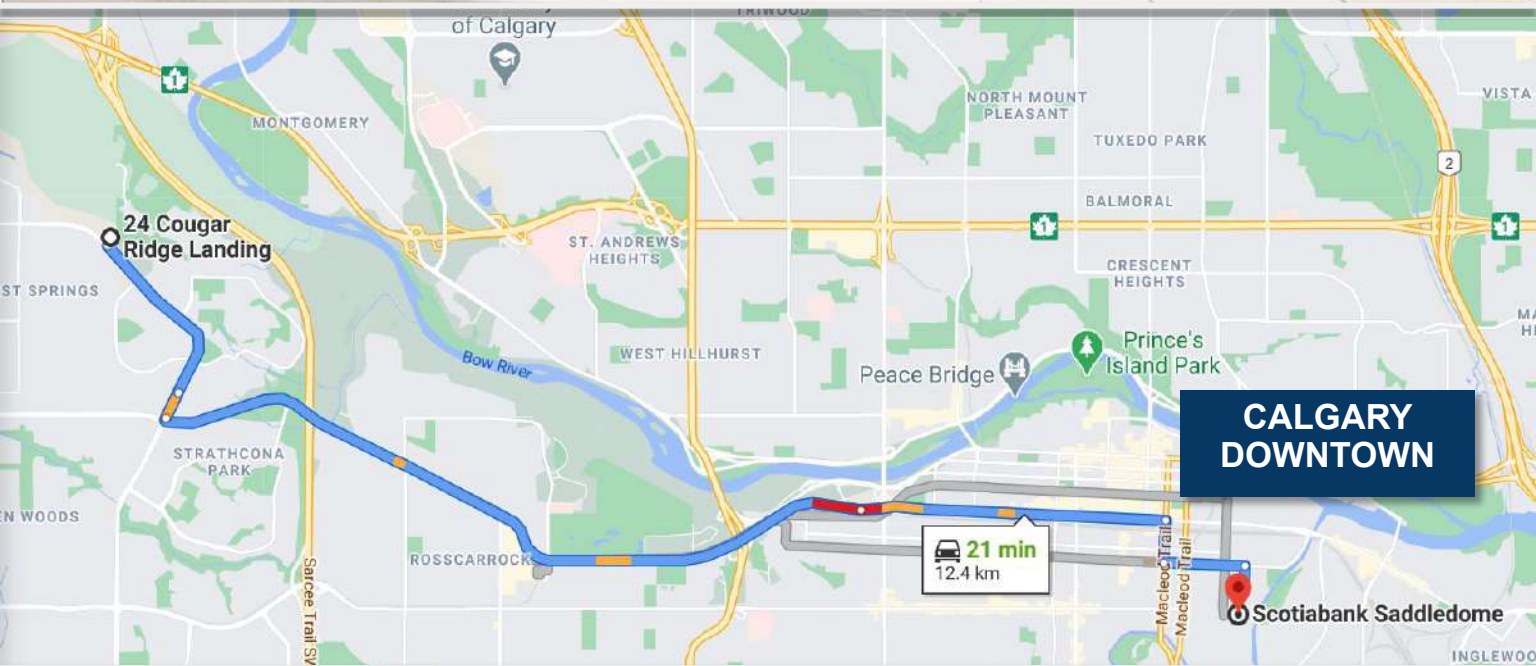 of Calgary
1
MONTGOMERY
NORTH MOUNT
PLEASANT
VISTA
TUXEDO PARK
2
BALMORAL
1
1
24 Cougar
Ridge Landing
ST. ANDREWS
HEIGHTS
CRESCENT
HEIGHTS
ST SPRINGS
WEST HILLHURST
Bow River
Peace Bridge
Prince's
Island Park
CALGARY
DOWNTOWN
STRATHCONA
PARK
EN WOODS
ROSSCARROCK
21 min
12.4 km
Sarcee Trail SW
Macleod Trail
Macleod Trail
Scotiabank Saddledome
INGLEWOO